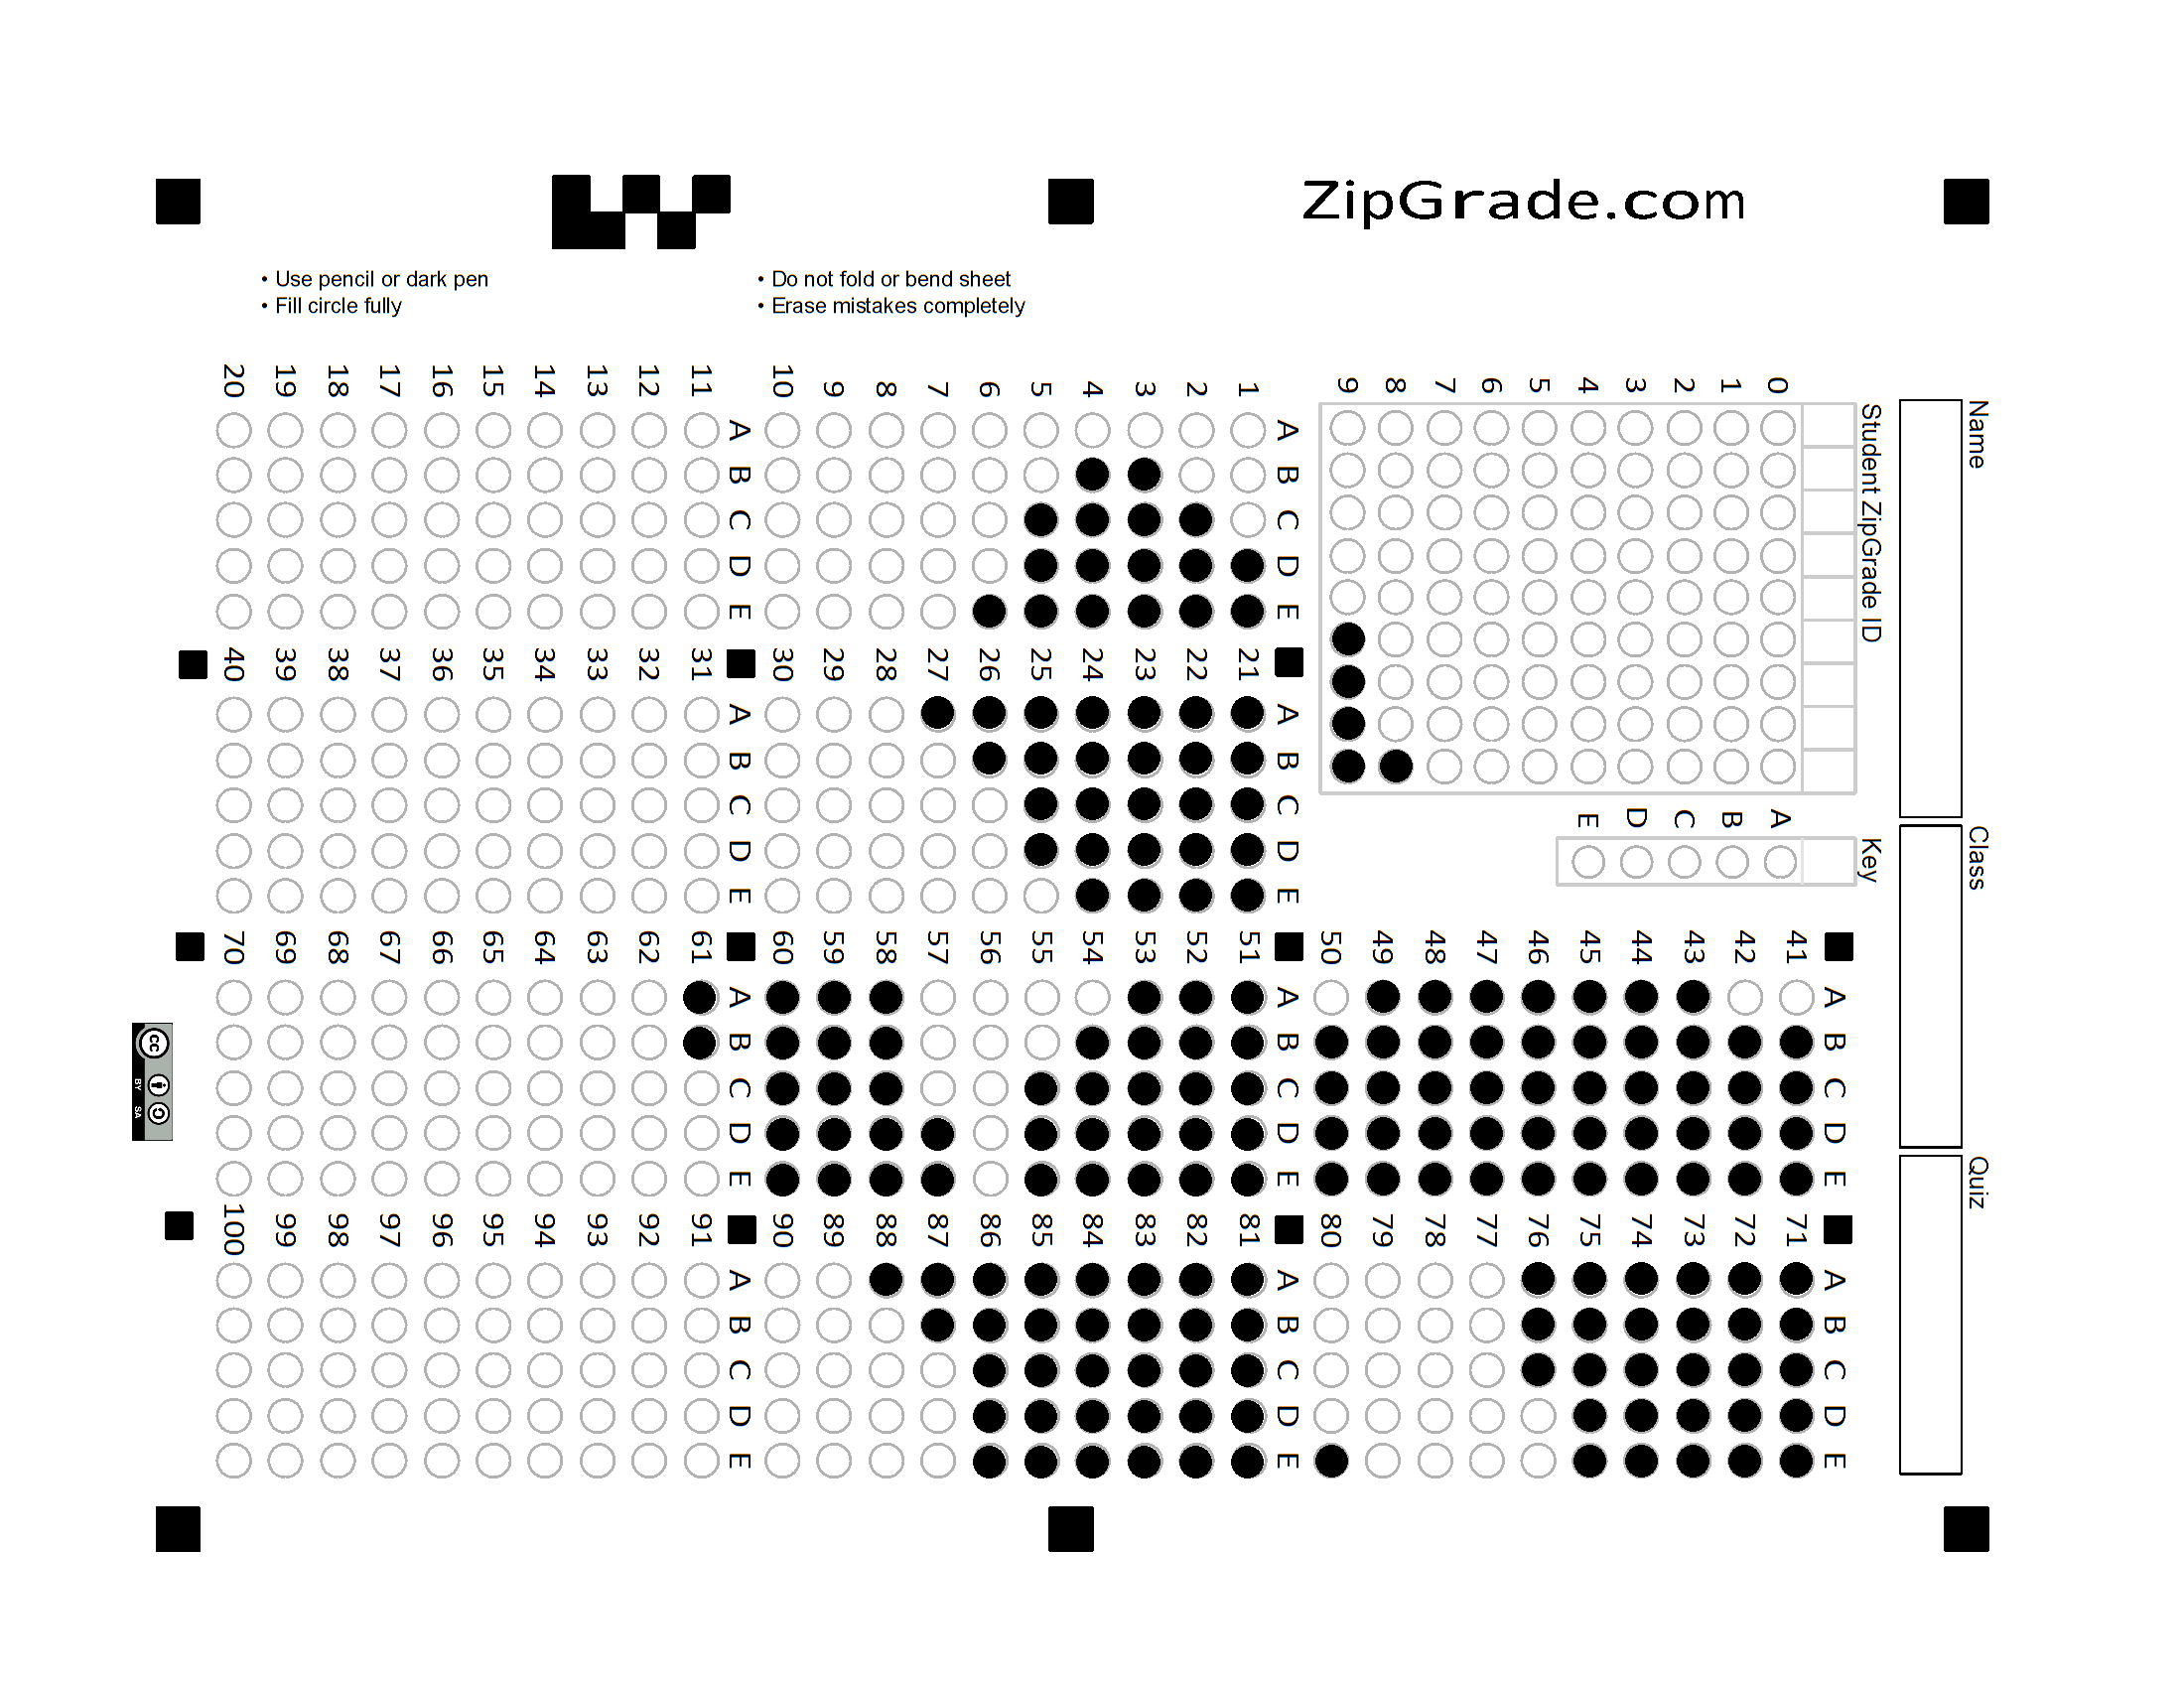 ZipGrade.com
• Use pencil or dark pen
• Fill circle fully
• Do not fold or bend sheet
• Erase mistakes completely
Name
Class
Quiz
Student ZipGrade ID
0 1 2 3 4 5 6 7 8 9
Key
A B C D E
A B C D E
1 2 3 4 5 6 7 8 9 10
A B C D E
11 12 13 14 15 16 17 18 19 20
A B C D E
21 22 23 24 25 26 27 28 29 30
A B C D E
31 32 33 34 35 36 37 38 39 40
A B C D E
41 42 43 44 45 46 47 48 49 50
A B C D E
51 52 53 54 55 56 57 58 59 60
A B C D E
61 62 63 64 65 66 67 68 69 70
A B C D E
71 72 73 74 75 76 77 78 79 80
A B C D E
81 82 83 84 85 86 87 88 89 90
A B C D E
91 92 93 94 95 96 97 98 99 100
cc
BY SA